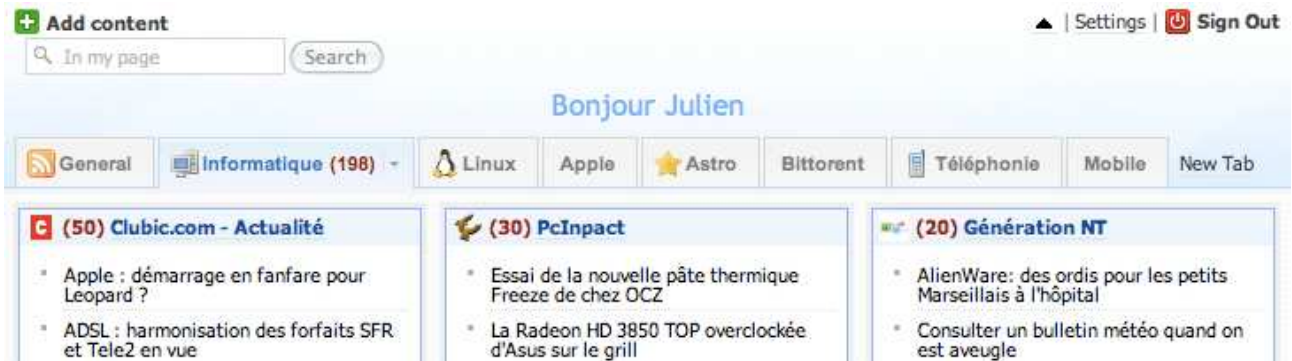 Add content
▲ | Settings | Sign Out
In my page Search
Bonjour Julien
General Informatique (198) Linux Apple Astro Bittorent Téléphonie Mobile New Tab
(50) Clubic.com - Actualité
Apple : démarrage en fanfare pour
Leopard ?
ADSL : harmonisation des forfaits SFR
et Tele2 en vue
(30) PcInpact
Essai de la nouvelle pâte thermique
Freeze de chez OCZ
La Radeon HD 3850 TOP overclockée
d'Asus sur le grill
(20) Génération NT
AlienWare: des ordis pour les petits
Marseillais à l'hôpital
Consulter un bulletin météo quand on
est aveugle